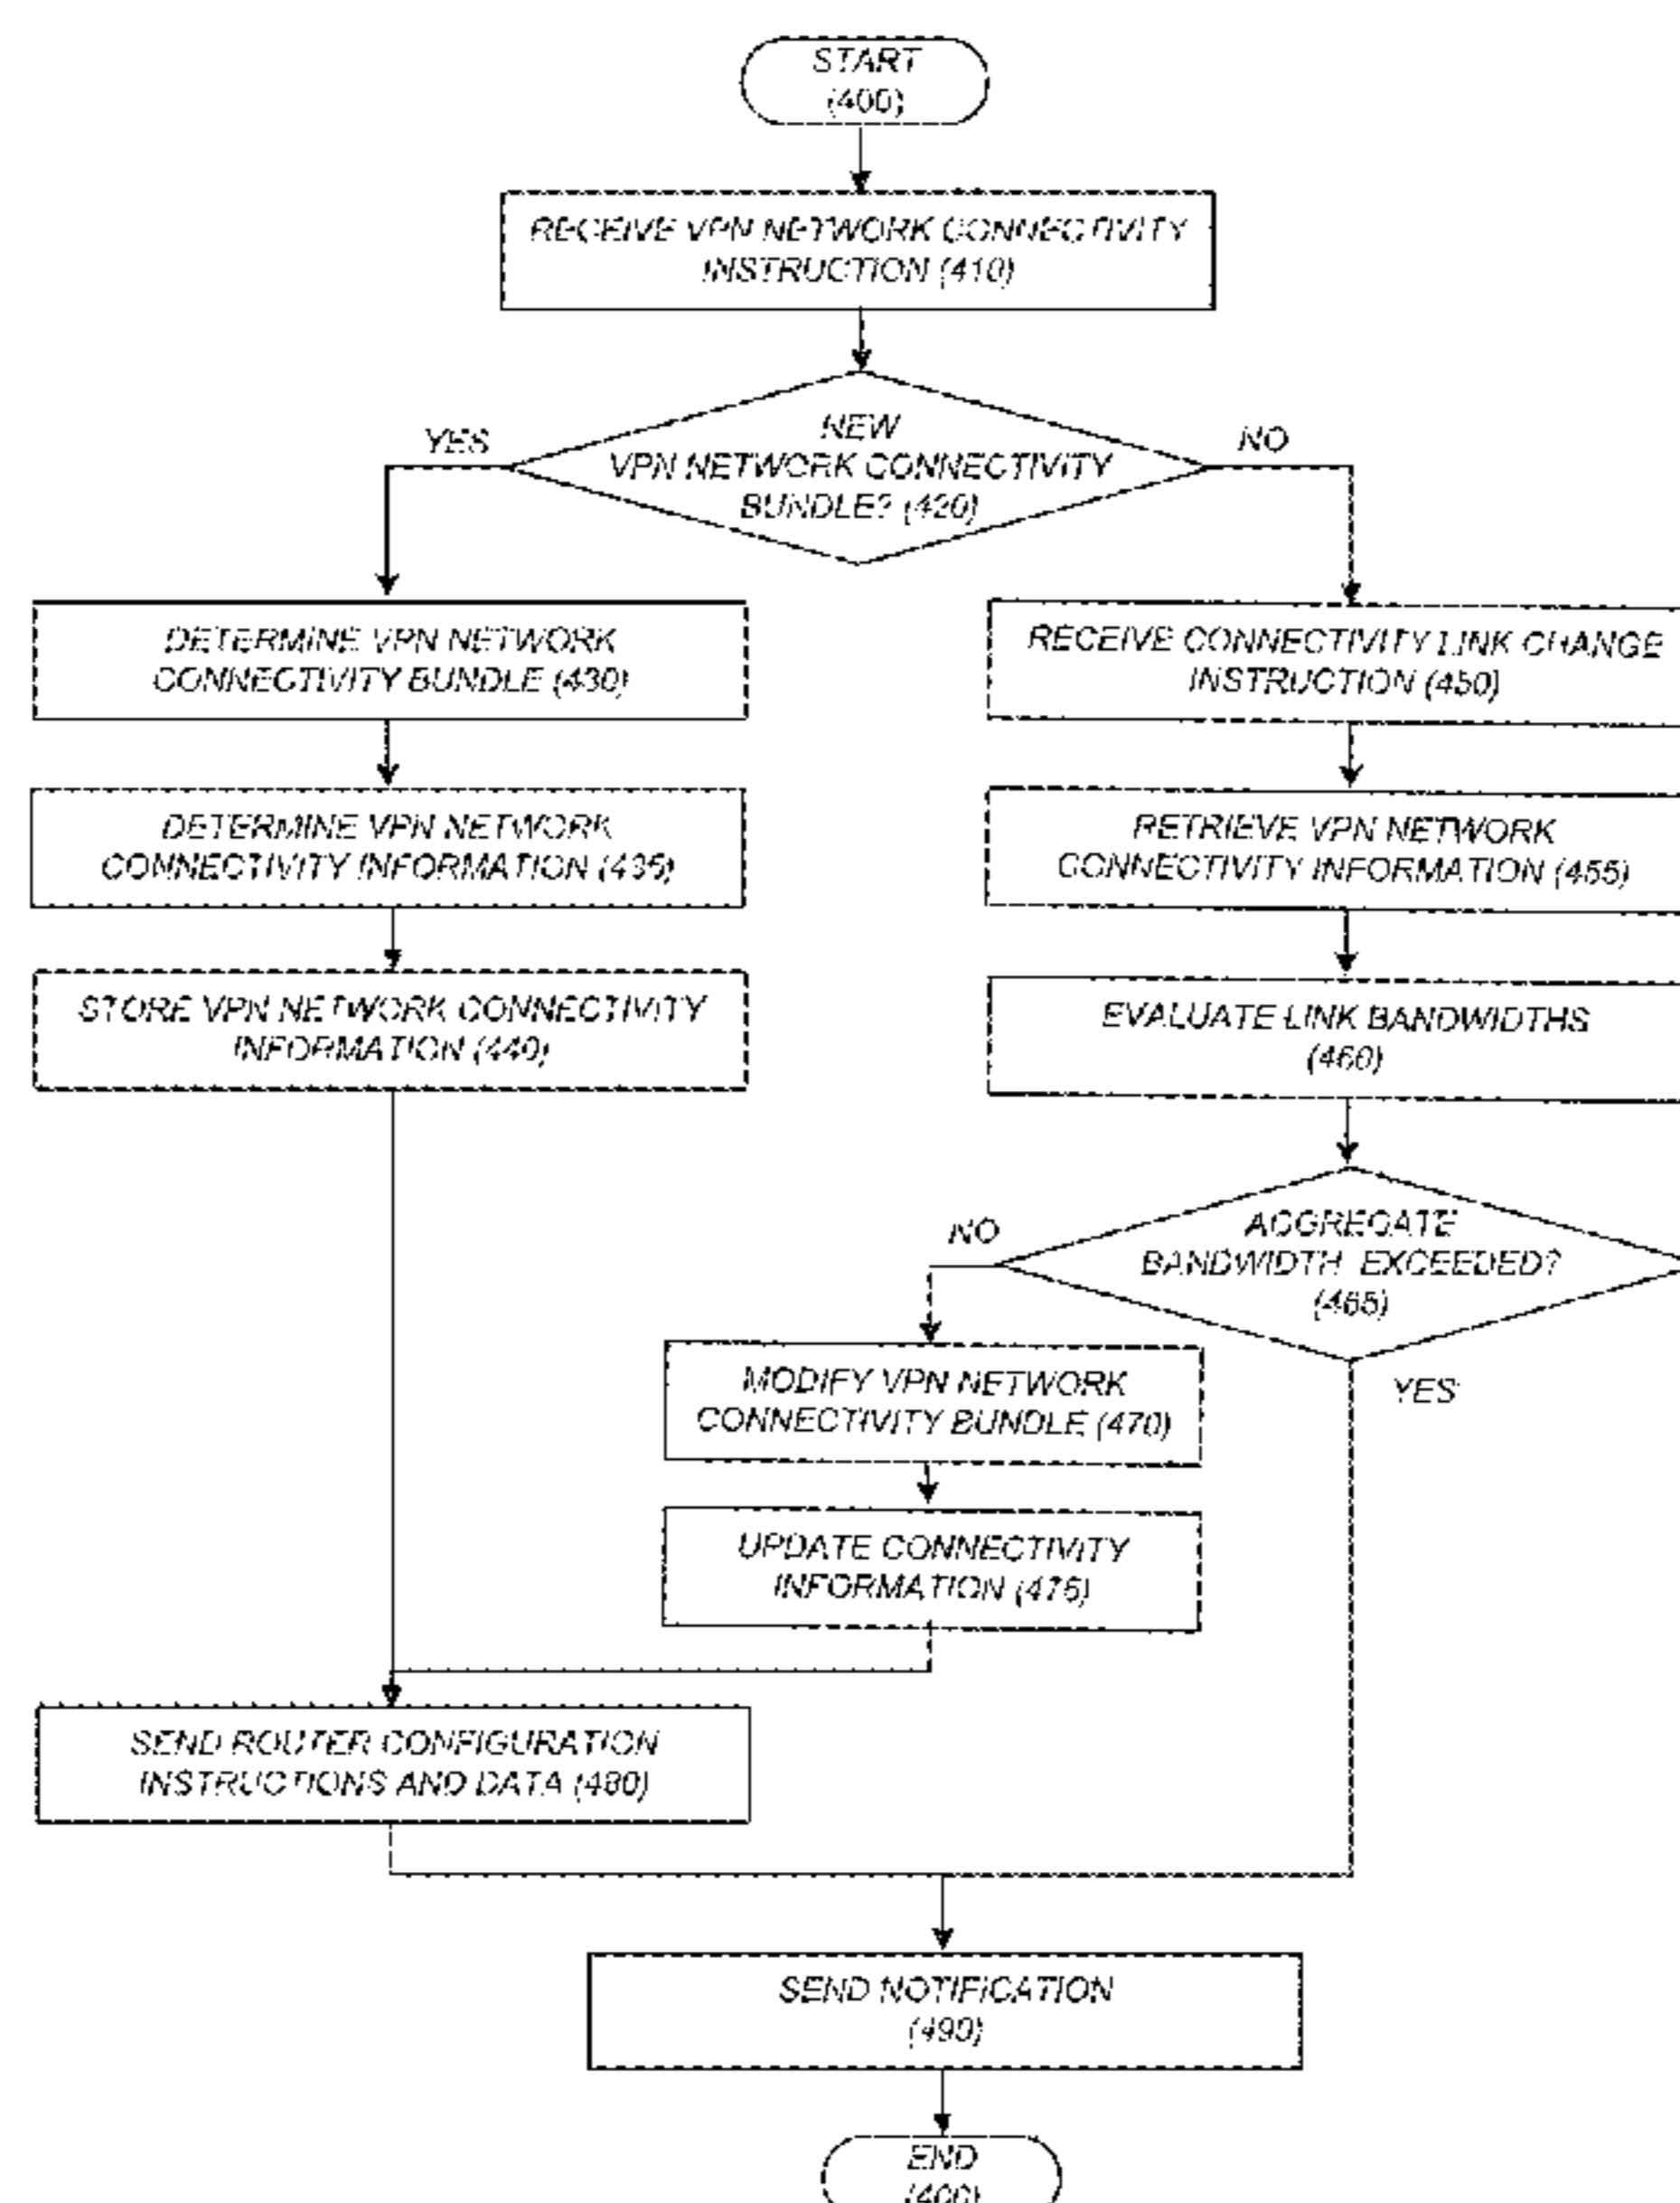 START
(400)
RECEIVE VPN NETWORK CONNECTIVITY
INSTRUCTION (410)
NEW
VPN NETWORK CONNECTIVITY
BUNDLE? (420)
YES
NO
DETERMINE VPN NETWORK
CONNECTIVITY BUNDLE (430)
RECEIVE CONNECTIVITY LINK CHANGE
INSTRUCTION (450)
DETERMINE VPN NETWORK
CONNECTIVITY INFORMATION (435)
RETRIEVE VPN NETWORK
CONNECTIVITY INFORMATION (455)
STORE VPN NETWORK CONNECTIVITY
INFORMATION (440)
EVALUATE LINK BANDWIDTHS
(460)
AGGREGATE
BANDWIDTH EXCEEDED?
(465)
NO
YES
MODIFY VPN NETWORK
CONNECTIVITY BUNDLE (470)
UPDATE CONNECTIVITY
INFORMATION (475)
SEND ROUTER CONFIGURATION
INSTRUCTIONS AND DATA (480)
SEND NOTIFICATION
(490)
END
(400)